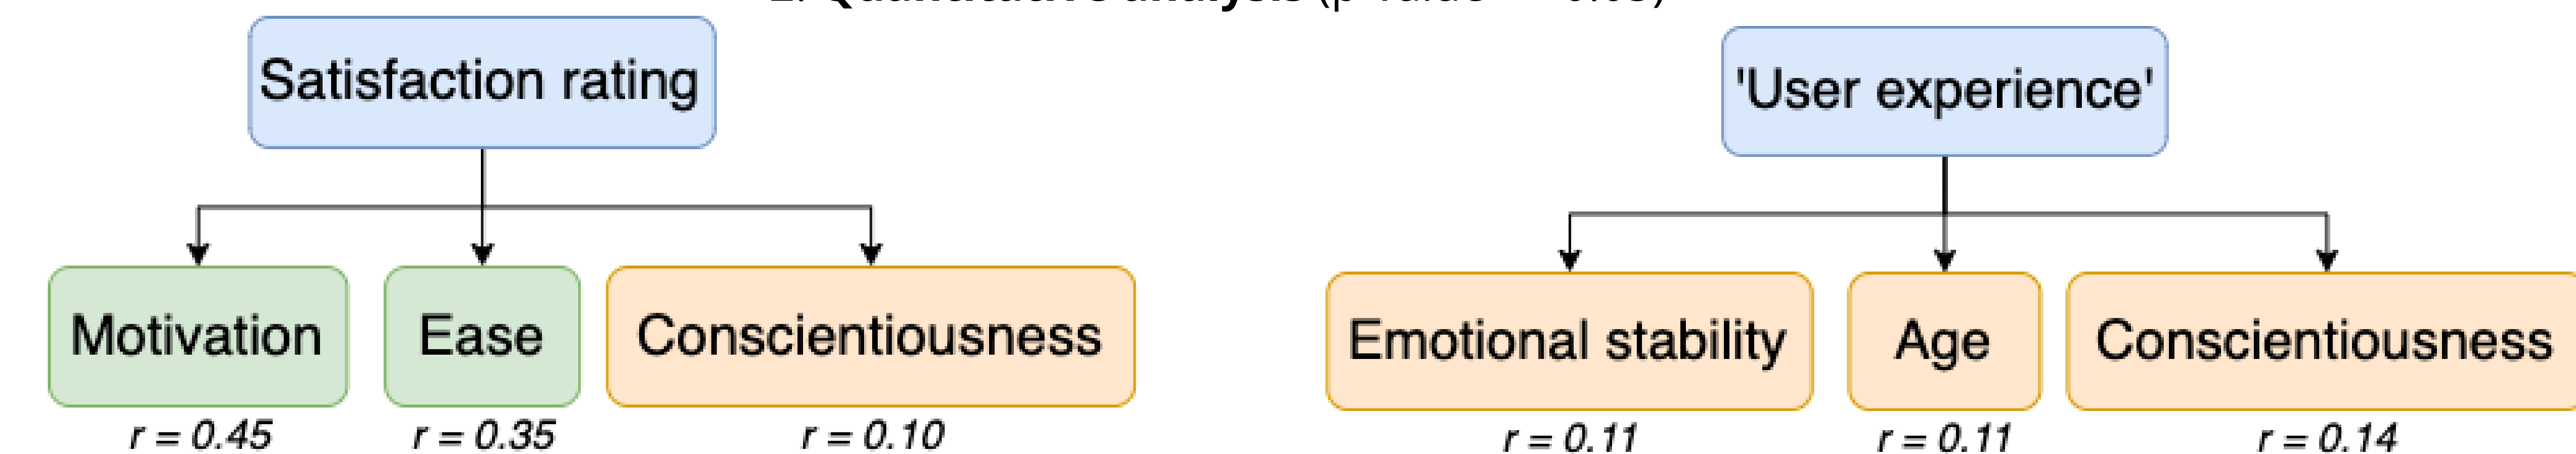 analysis
Satisfaction rating
'User experience'
Motivation
Ease
Conscientiousness
Emotional stability
Age
Conscientiousness
r = 0.45
r = 0.35
r = 0.10
r = 0.11
r = 0.11
r = 0.14